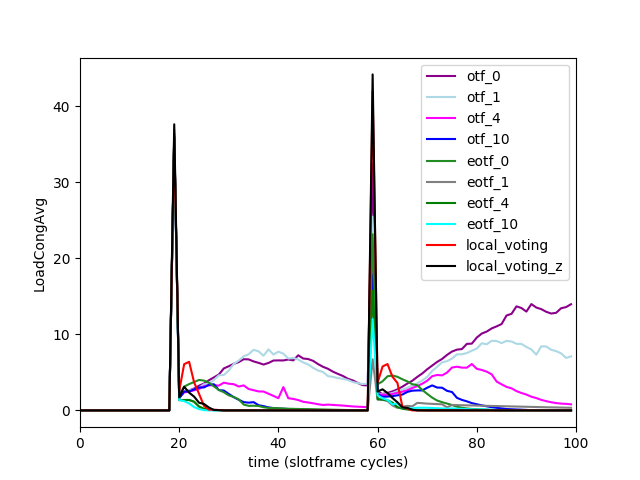 LoadCongAvg
40
30
20
10
0
otf_0
otf_1
otf_4
otf_10
eotf_0
eotf_1
eotf_4
eotf_10
local_voting
local_voting_z
0 20 40 60 80 100
time (slotframe cycles)